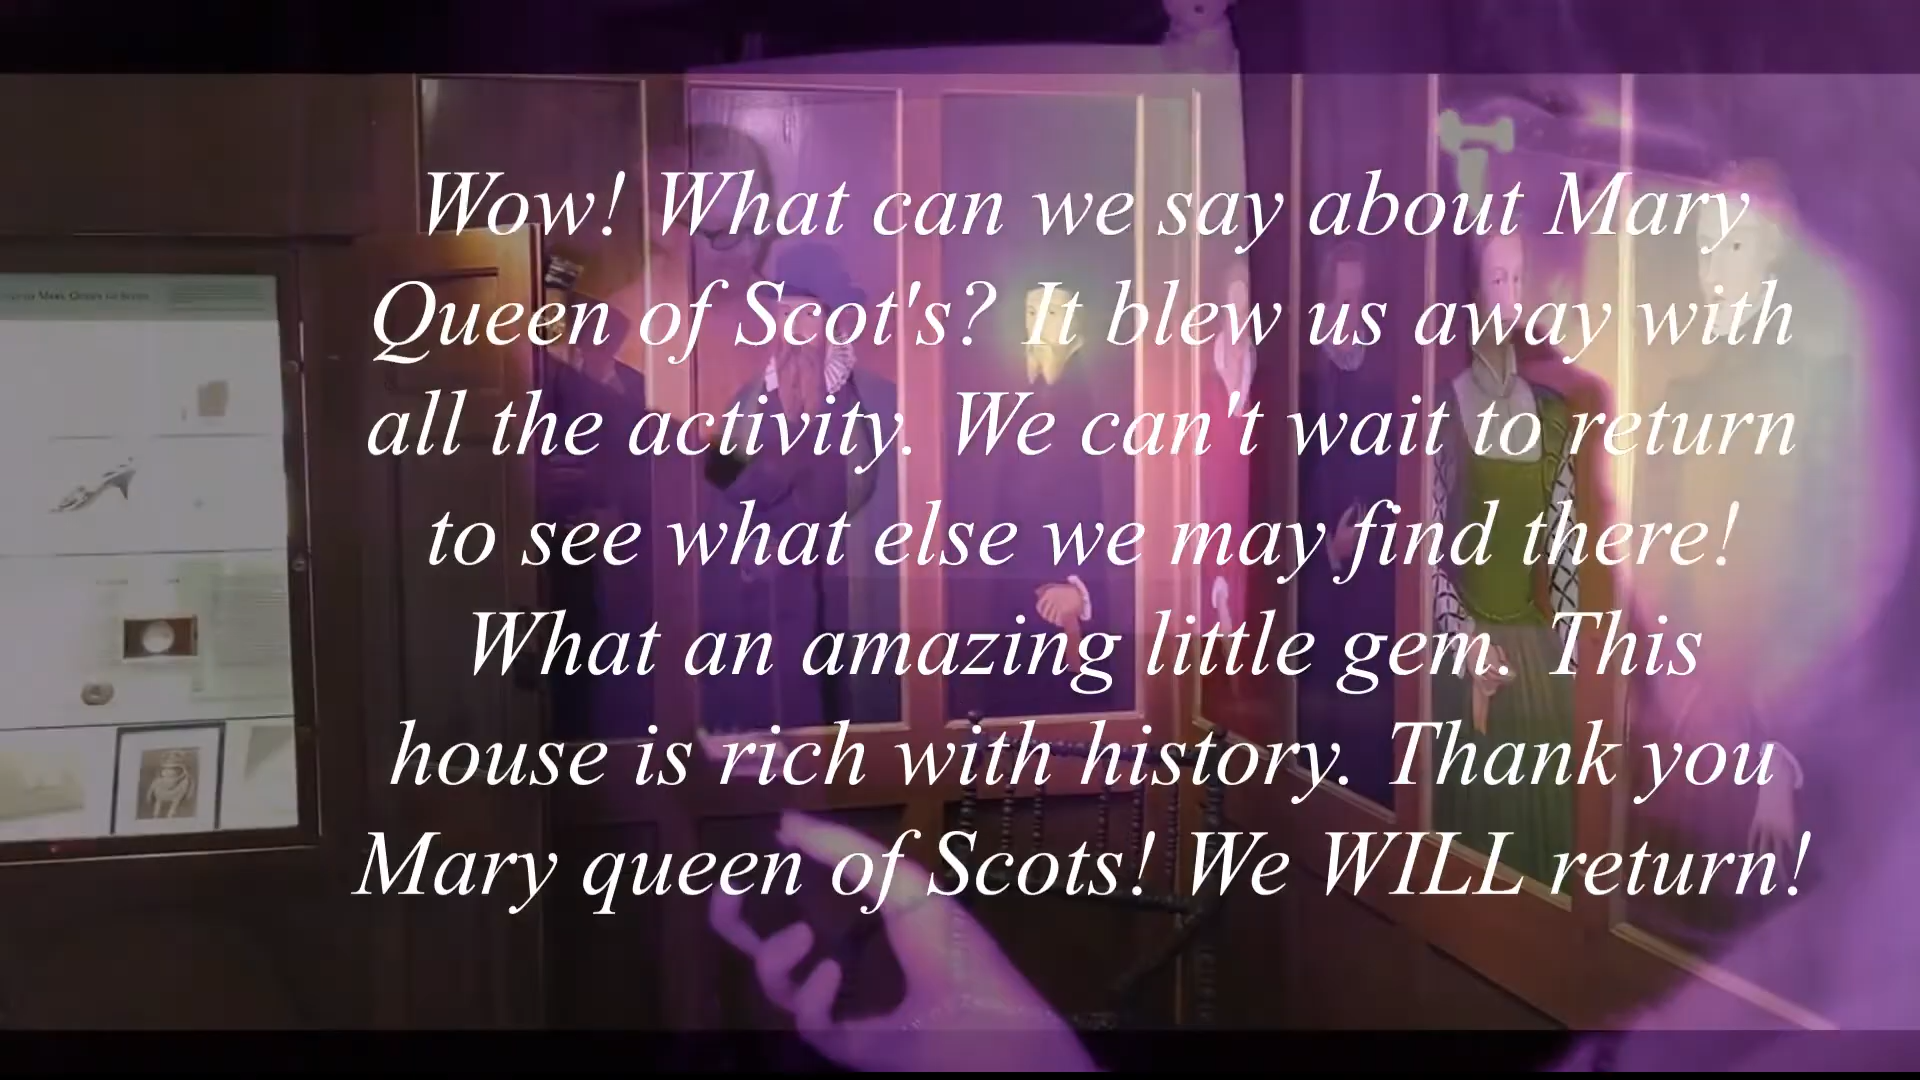 Wow! What can we say about Mary
Queen of Scot's? It blew us away with
all the activity. We can't wait to return
to see what else we may find there!
What an amazing little gem. This
house is rich with history. Thank you
Mary queen of Scots! We WILL return!